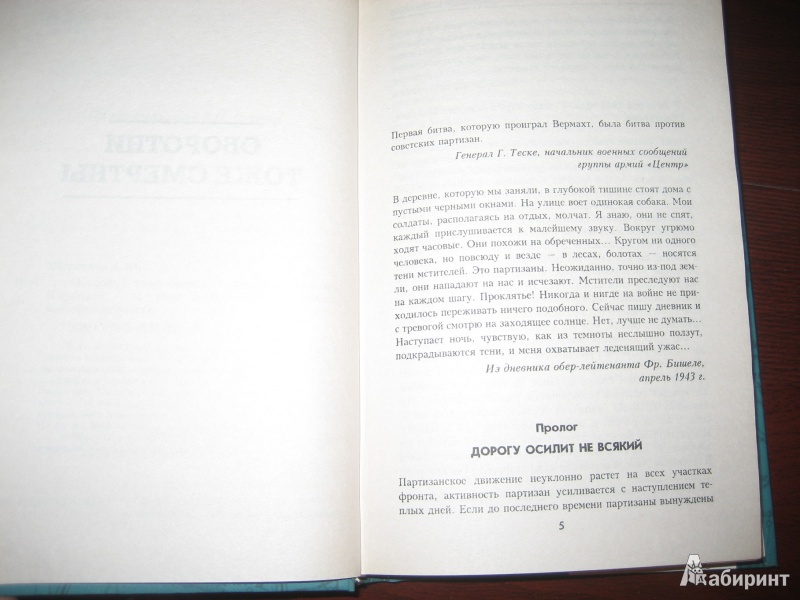 ОБОРОТНИ
ТОЖЕ СМЕРТНЫ
Первая битва, которую проиграл Вермахт, была битва против
советских партизан.
Генерал Г. Теске, начальник военных сообщений
группы армий «Центр»
В деревне, которую мы заняли, в глубокой тишине стоят дома с
пустыми черными окнами. На улице воет одинокая собака. Мои
солдаты, располагаясь на отдых, молчат. Я знаю, они не спят,
каждый прислушивается к малейшему звуку. Вокруг угрюмо
ходят часовые. Они похожи на обреченных... Кругом ни одного
человека, но повсюду и везде — в лесах, болотах — носятся
тени мстителей. Это партизаны. Неожиданно, точно из-под зем-
ли, они нападают на нас и исчезают. Мстители преследуют нас
на каждом шагу. Проклятье! Никогда и нигде на войне не при-
ходилось переживать ничего подобного. Сейчас пишу дневник и
с тревогой смотрю на заходящее солнце. Нет, лучше не думать...
Наступает ночь, чувствую, как из темноты неслышно ползут,
подкрадываются тени, и меня охватывает леденящий ужас...
Из дневника обер-лейтенанта Фр. Бишеле,
апрель 1943 г.
Пролог
ДОРОГУ ОСИЛИТ НЕ ВСЯКИЙ
Партизанское движение неуклонно растет на всех участках
фронта, активность партизан усиливается с наступлением те-
плых дней. Если до последнего времени партизаны вынуждены
5
Лабиринт